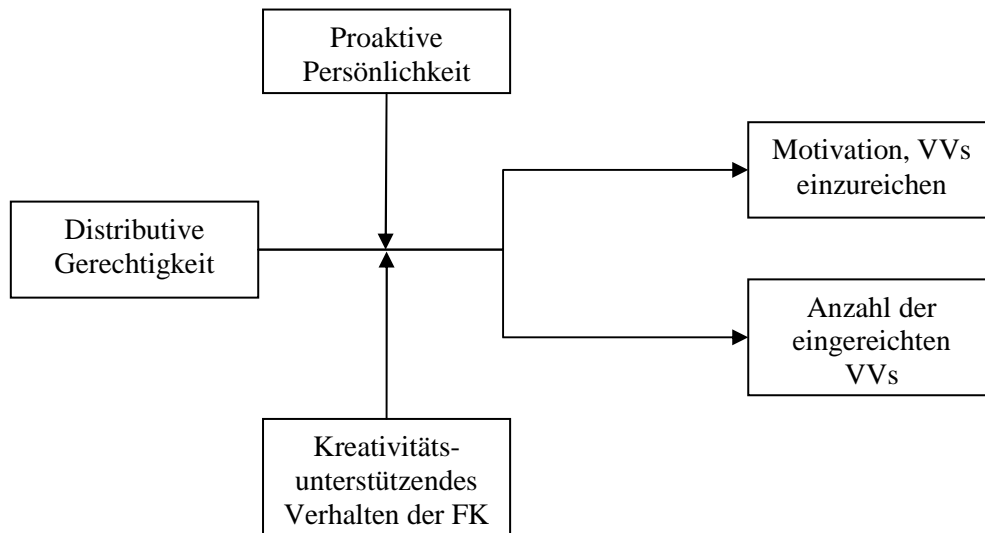 Proaktive
Persönlichkeit
Motivation, VVs
einzureichen
Distributive
Gerechtigkeit
Anzahl der
eingereichten
VVs
Kreativitäts-
unterstützendes
Verhalten der FK